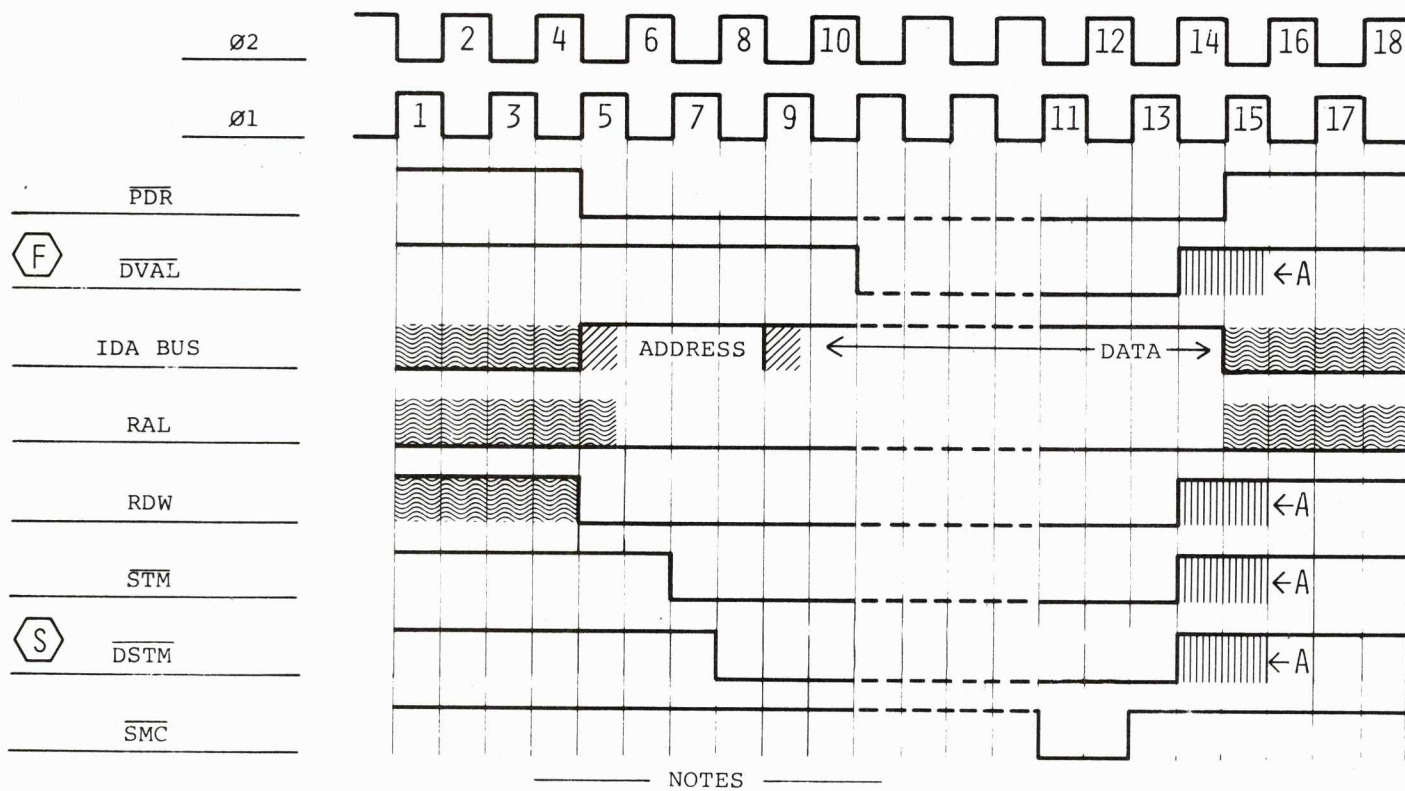 ø2 2 4 6 8 10 12 14 16 18
ø1 1 3 5 7 9 11 13 15 17
PDR
F DVAL ←A
IDA BUS ADDRESS DATA
RAL
RDW ←A
STM ←A
S DSTM ←A
SMC
NOTES